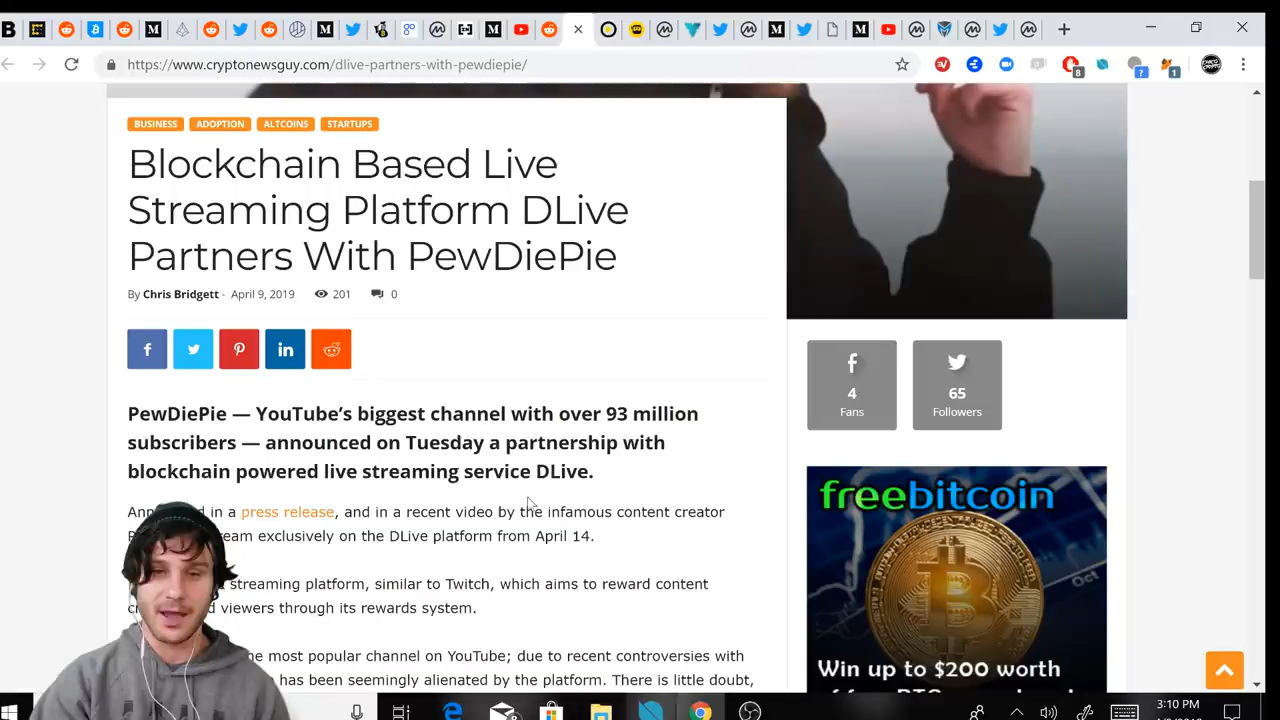 https://www.cryptonewsguy.com/dlive-partners-with-pewdiepie/
BUSINESS ADOPTION ALTCOINS STARTUPS
Blockchain Based Live
Streaming Platform DLive
Partners With PewDiePie
By Chris Bridgett - April 9, 2019 201 0
PewDiePie — YouTube's biggest channel with over 93 million
subscribers — announced on Tuesday a partnership with
blockchain powered live streaming service DLive.
in a press release, and in a recent video by the infamous content creator
exclusively on the DLive platform from April 14.
streaming platform, similar to Twitch, which aims to reward content
viewers through its rewards system.
most popular channel on YouTube; due to recent controversies with
has been seemingly alienated by the platform. There is little doubt,
4
Fans
65
Followers
freebitcoin
Oct
Win up to $200 worth
3:10 PM